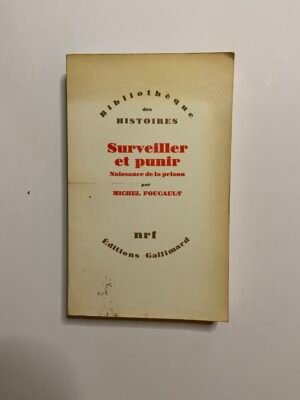 Bibliothèque
des
HISTOIRES
Surveiller
et punir
Naissance de la prison
par
MICHEL FOUCAULT
nrf
Éditions Gallimard